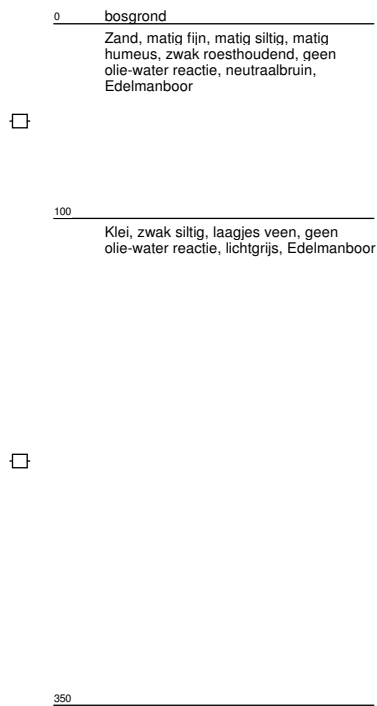 0 bosgrond
Zand, matig fijn, matig siltig, matig
humeus, zwak roesthoudend, geen
olie-water reactie, neutraalbruin,
Edelmanboor
100
Klei, zwak siltig, laagjes veen, geen
olie-water reactie, lichtgrijs, Edelmanboor
350